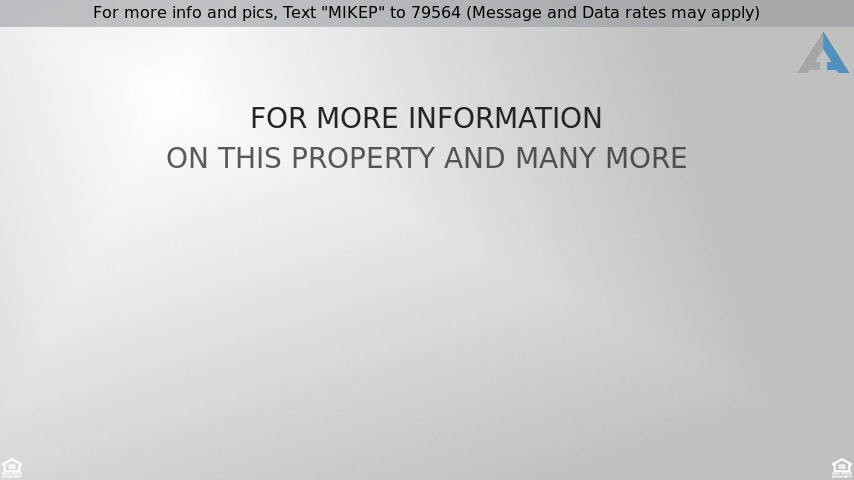 For more info and pics, Text "MIKEP" to 79564 (Message and Data rates may apply)
FOR MORE INFORMATION
ON THIS PROPERTY AND MANY MORE